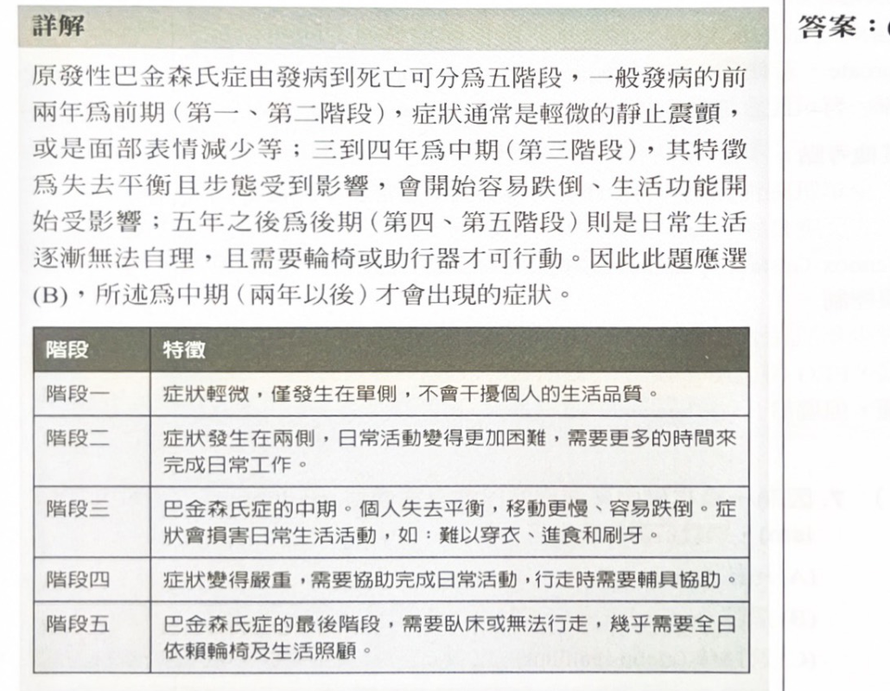 詳解
答案：
原發性巴金森氏症由發病到死亡可分為五階段，一般發病的前
兩年為前期（第一、第二階段），症狀通常是輕微的靜止震顫，
或是面部表情減少等；三到四年為中期（第三階段），其特徵
為失去平衡且步態受到影響，會開始容易跌倒、生活功能開
始受影響；五年之後為後期（第四、第五階段）則是日常生活
逐漸無法自理，且需要輪椅或助行器才可行動。因此此題應選
(B)，所述為中期（兩年以後）才會出現的症狀。
階段 特徵
階段一 症狀輕微，僅發生在單側，不會干擾個人的生活品質。
階段二 症狀發生在兩側，日常活動變得更加困難，需要更多的時間來
完成日常工作。
階段三 巴金森氏症的中期。個人失去平衡，移動更慢、容易跌倒。症
狀會損害日常生活活動，如：難以穿衣、進食和刷牙。
階段四 症狀變得嚴重，需要協助完成日常活動，行走時需要輔具協助。
階段五 巴金森氏症的最後階段，需要臥床或無法行走，幾乎需要全日
依賴輪椅及生活照顧。